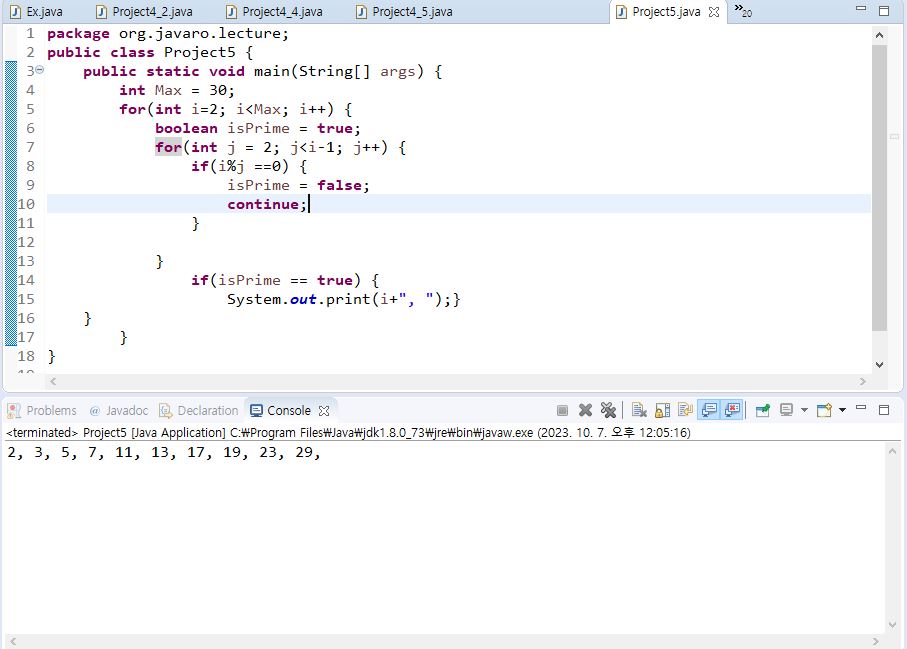 Ex.java Project4_2.java Project4_4.java Project4_5.java Project5.java »20
1 package org.javaro.lecture;
2 public class Project5 {
3 public static void main(String[] args) {
4 int Max = 30;
5 for(int i=2; i<Max; i++) {
6 boolean isPrime = true;
7 for(int j = 2; j<i-1; j++) {
8 if(i%j ==0) {
9 isPrime = false;
10 continue;
11 }
12
13 }
14 if(isPrime == true) {
15 System.out.print(i+", ");}
16 }
17 }
18 }
Problems @ Javadoc Declaration Console
<terminated> Project5 [Java Application] C:₩Program Files₩Java₩jdk1.8.0_73₩jre₩bin₩javaw.exe (2023. 10. 7. 오후 12:05:16)
2, 3, 5, 7, 11, 13, 17, 19, 23, 29,